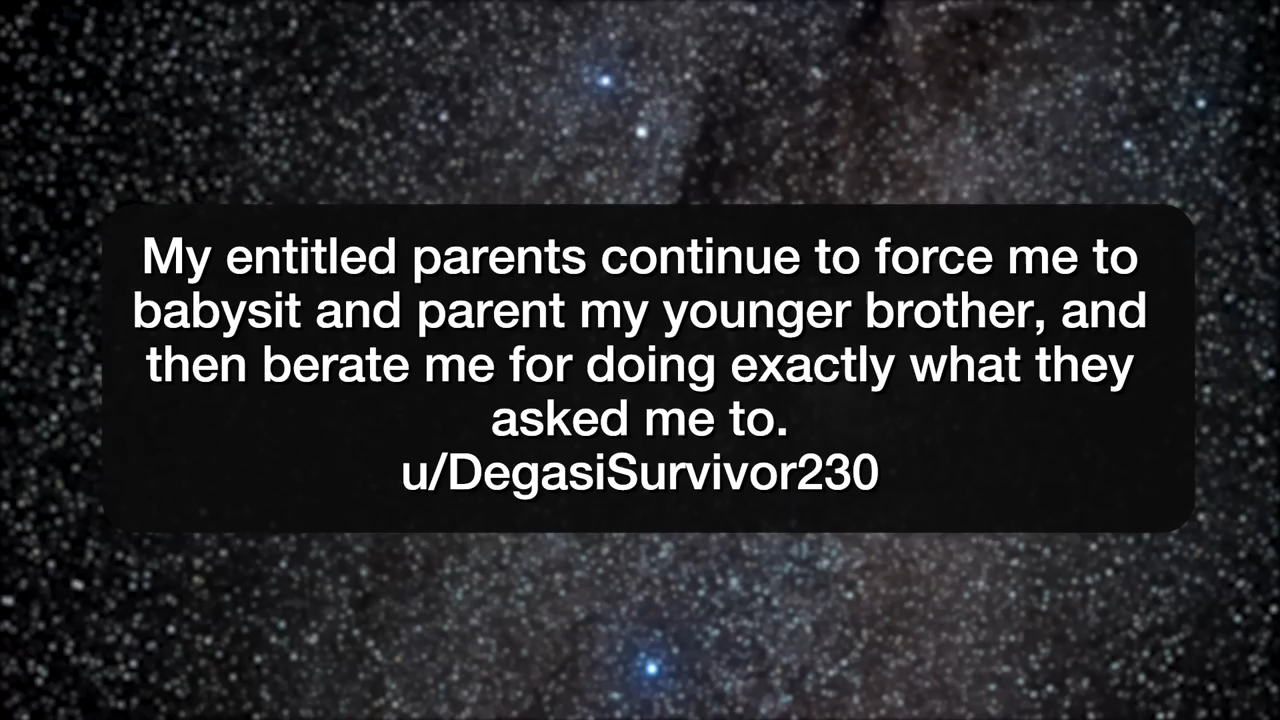 My entitled parents continue to force me to
babysit and parent my younger brother, and
then berate me for doing exactly what they
asked me to.
u/DegasiSurvivor230